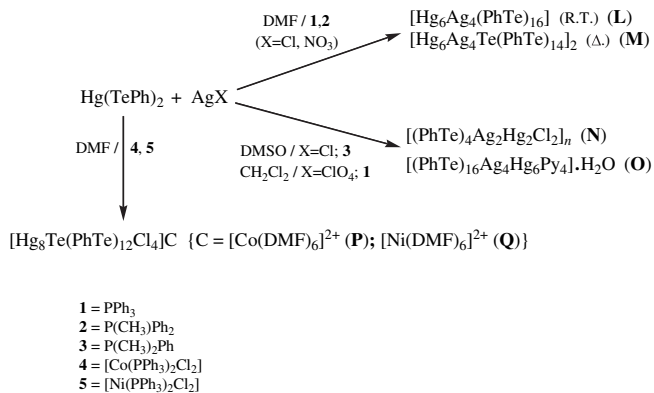 DMF / 1,2
(X=Cl, NO₃)
[Hg₆Ag₄(PhTe)₁₆] (R.T.) (L)
[Hg₆Ag₄Te(PhTe)₁₄]₂ (Δ.) (M)
Hg(TePh)₂ + AgX
DMF / 4, 5
DMSO / X=Cl; 3
CH₂Cl₂ / X=ClO₄; 1
[(PhTe)₄Ag₂Hg₂Cl₂]ₙ (N)
[(PhTe)₁₆Ag₄Hg₆Py₄].H₂O (O)
[Hg₈Te(PhTe)₁₂Cl₄]C {C = [Co(DMF)₆]²⁺ (P); [Ni(DMF)₆]²⁺ (Q)}
1 = PPh₃
2 = P(CH₃)Ph₂
3 = P(CH₃)₂Ph
4 = [Co(PPh₃)₂Cl₂]
5 = [Ni(PPh₃)₂Cl₂]